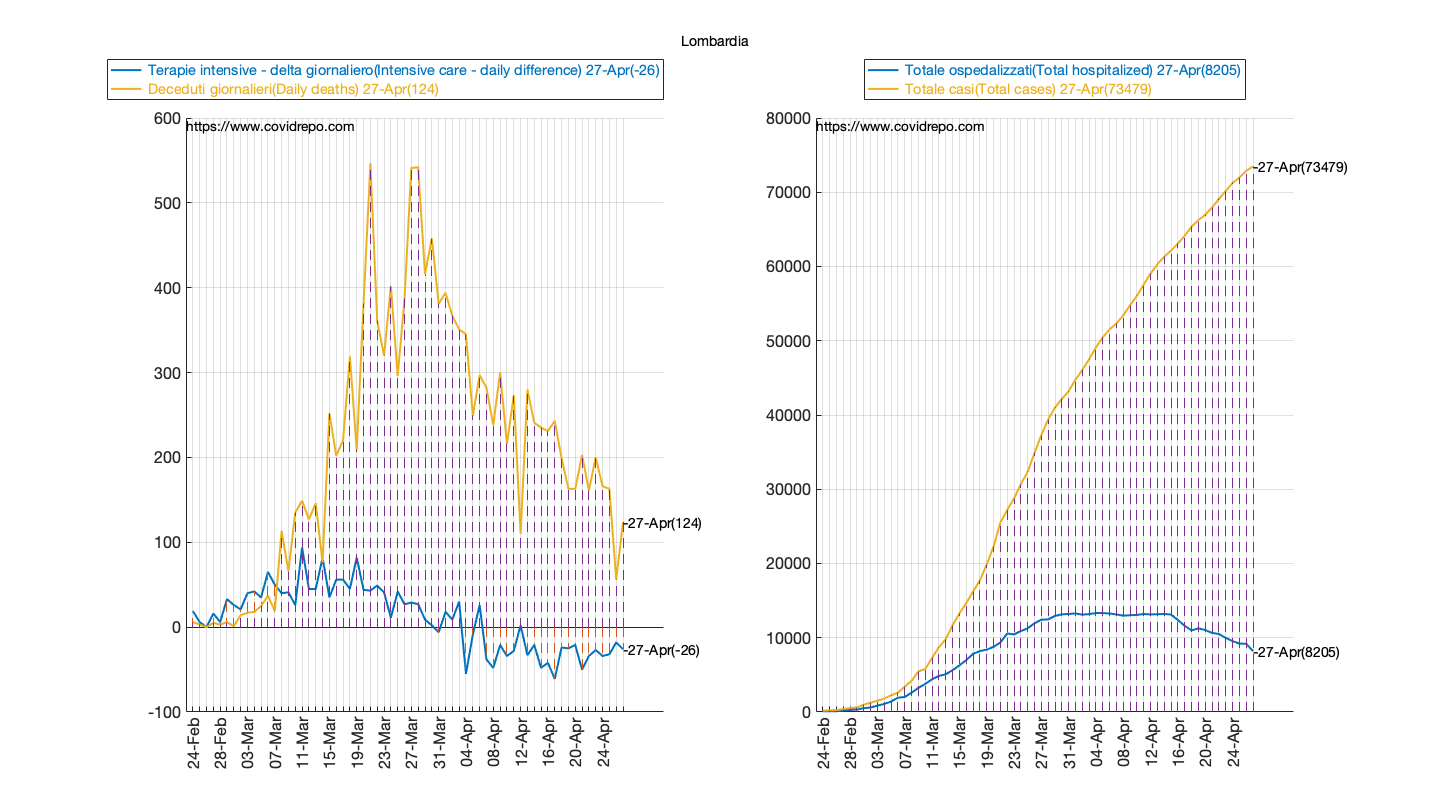 Lombardia
Terapie intensive - delta giornaliero(Intensive care - daily difference) 27-Apr(-26)
Deceduti giornalieri(Daily deaths) 27-Apr(124)
https://www.covidrepo.com
600
500
400
300
200
100
0
-100
-27-Apr(124)
-27-Apr(-26)
24-Feb
28-Feb
03-Mar
07-Mar
11-Mar
15-Mar
19-Mar
23-Mar
27-Mar
31-Mar
04-Apr
08-Apr
12-Apr
16-Apr
20-Apr
24-Apr
Totale ospedalizzati(Total hospitalized) 27-Apr(8205)
Totale casi(Total cases) 27-Apr(73479)
https://www.covidrepo.com
80000
70000
60000
50000
40000
30000
20000
10000
0
-27-Apr(73479)
-27-Apr(8205)
24-Feb
28-Feb
03-Mar
07-Mar
11-Mar
15-Mar
19-Mar
23-Mar
27-Mar
31-Mar
04-Apr
08-Apr
12-Apr
16-Apr
20-Apr
24-Apr